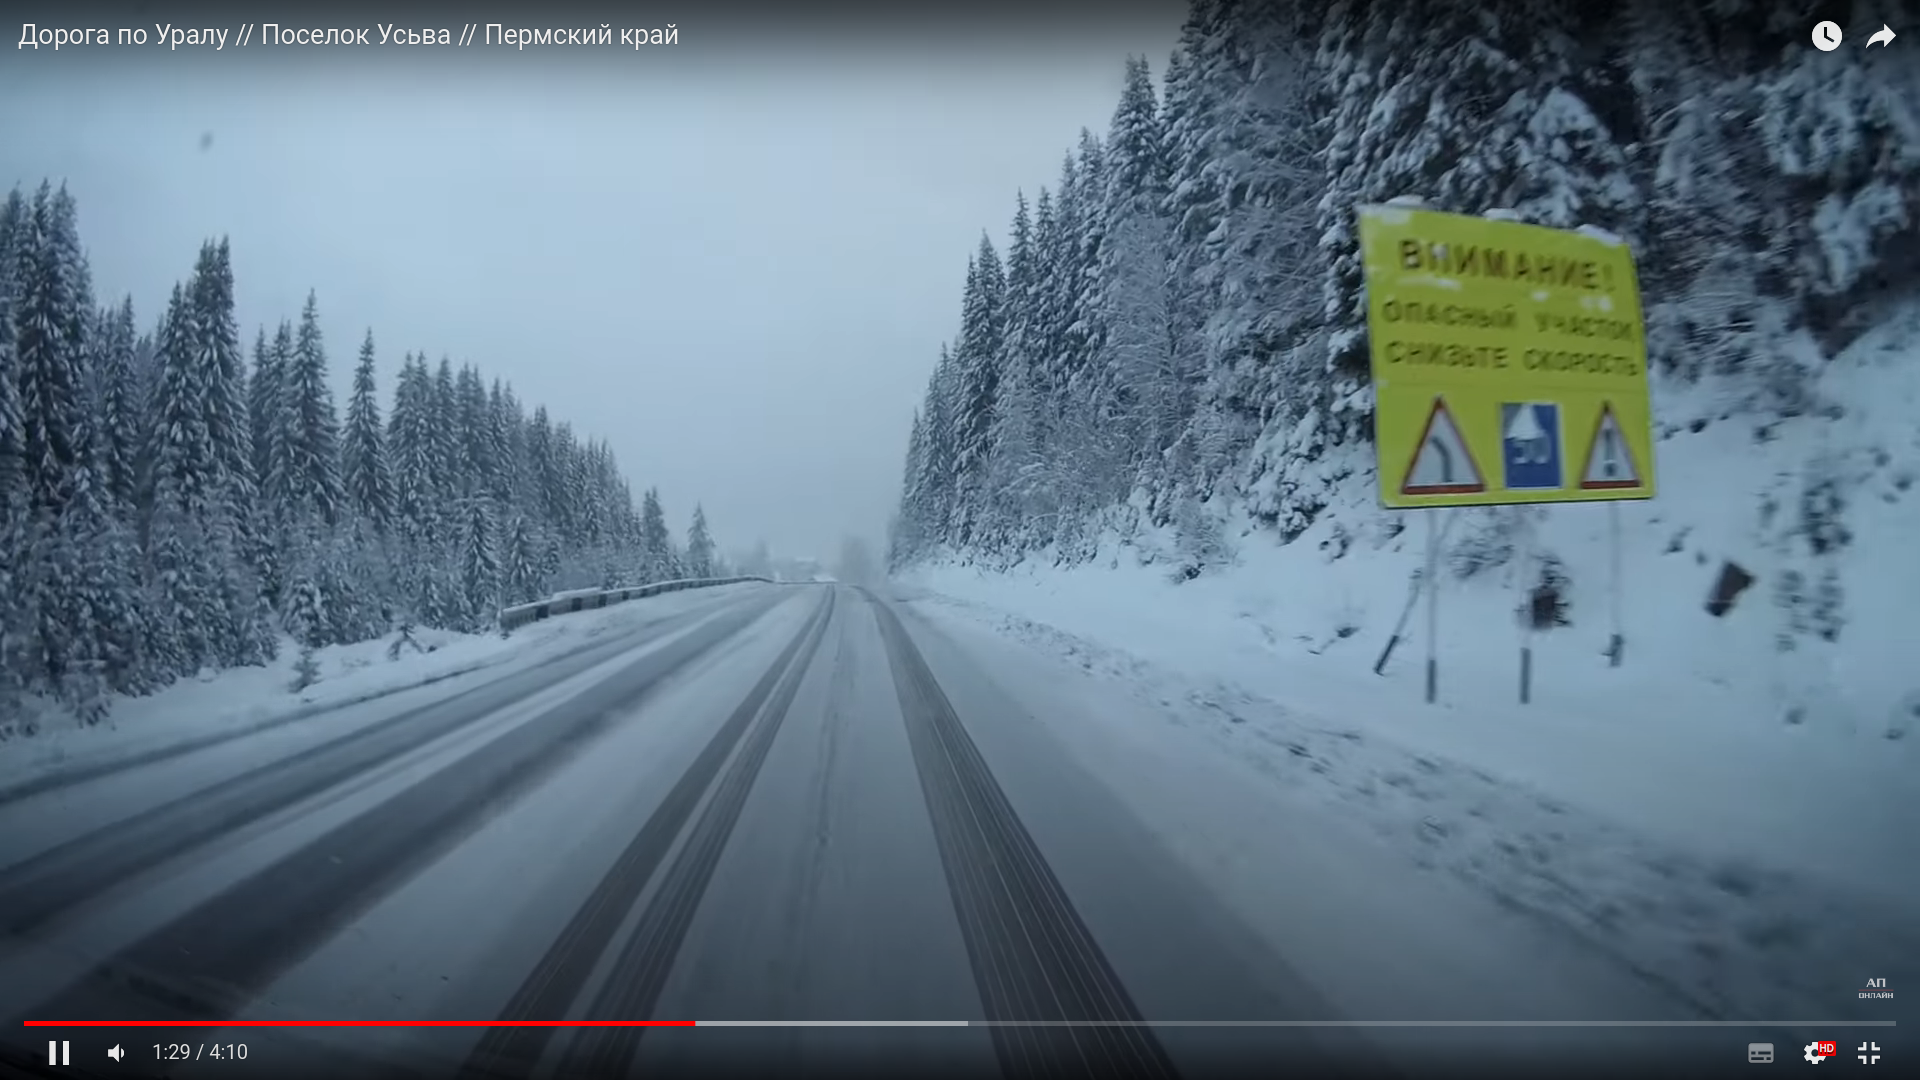 Дорога по Уралу // Поселок Усьва // Пермский край
ВНИМАНИЕ!
ОПАСНЫЙ УЧАСТОК
СНИЗЬТЕ СКОРОСТЬ
50
АП
ОНЛАЙН
1:29 / 4:10
HD